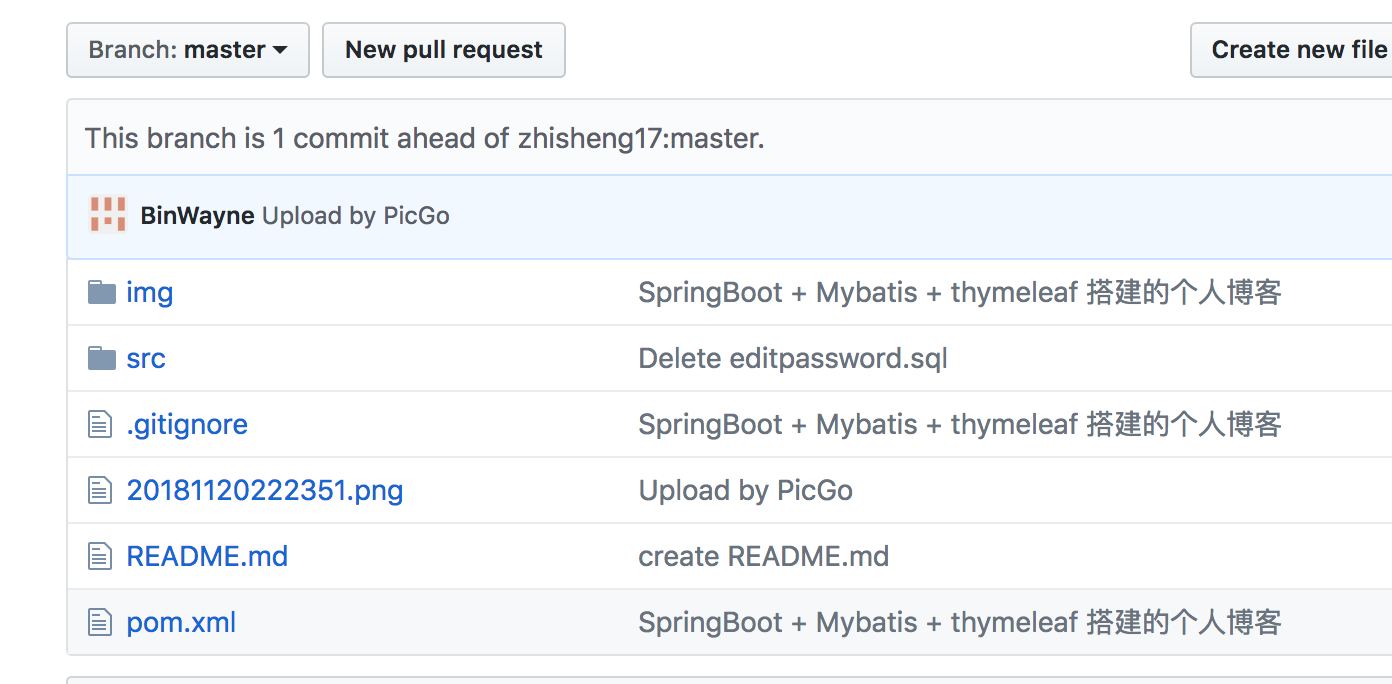 Branch: master New pull request Create new file
This branch is 1 commit ahead of zhisheng17:master.
BinWayne Upload by PicGo
img SpringBoot + Mybatis + thymeleaf 搭建的个人博客
src Delete editpassword.sql
.gitignore SpringBoot + Mybatis + thymeleaf 搭建的个人博客
20181120222351.png Upload by PicGo
README.md create README.md
pom.xml SpringBoot + Mybatis + thymeleaf 搭建的个人博客